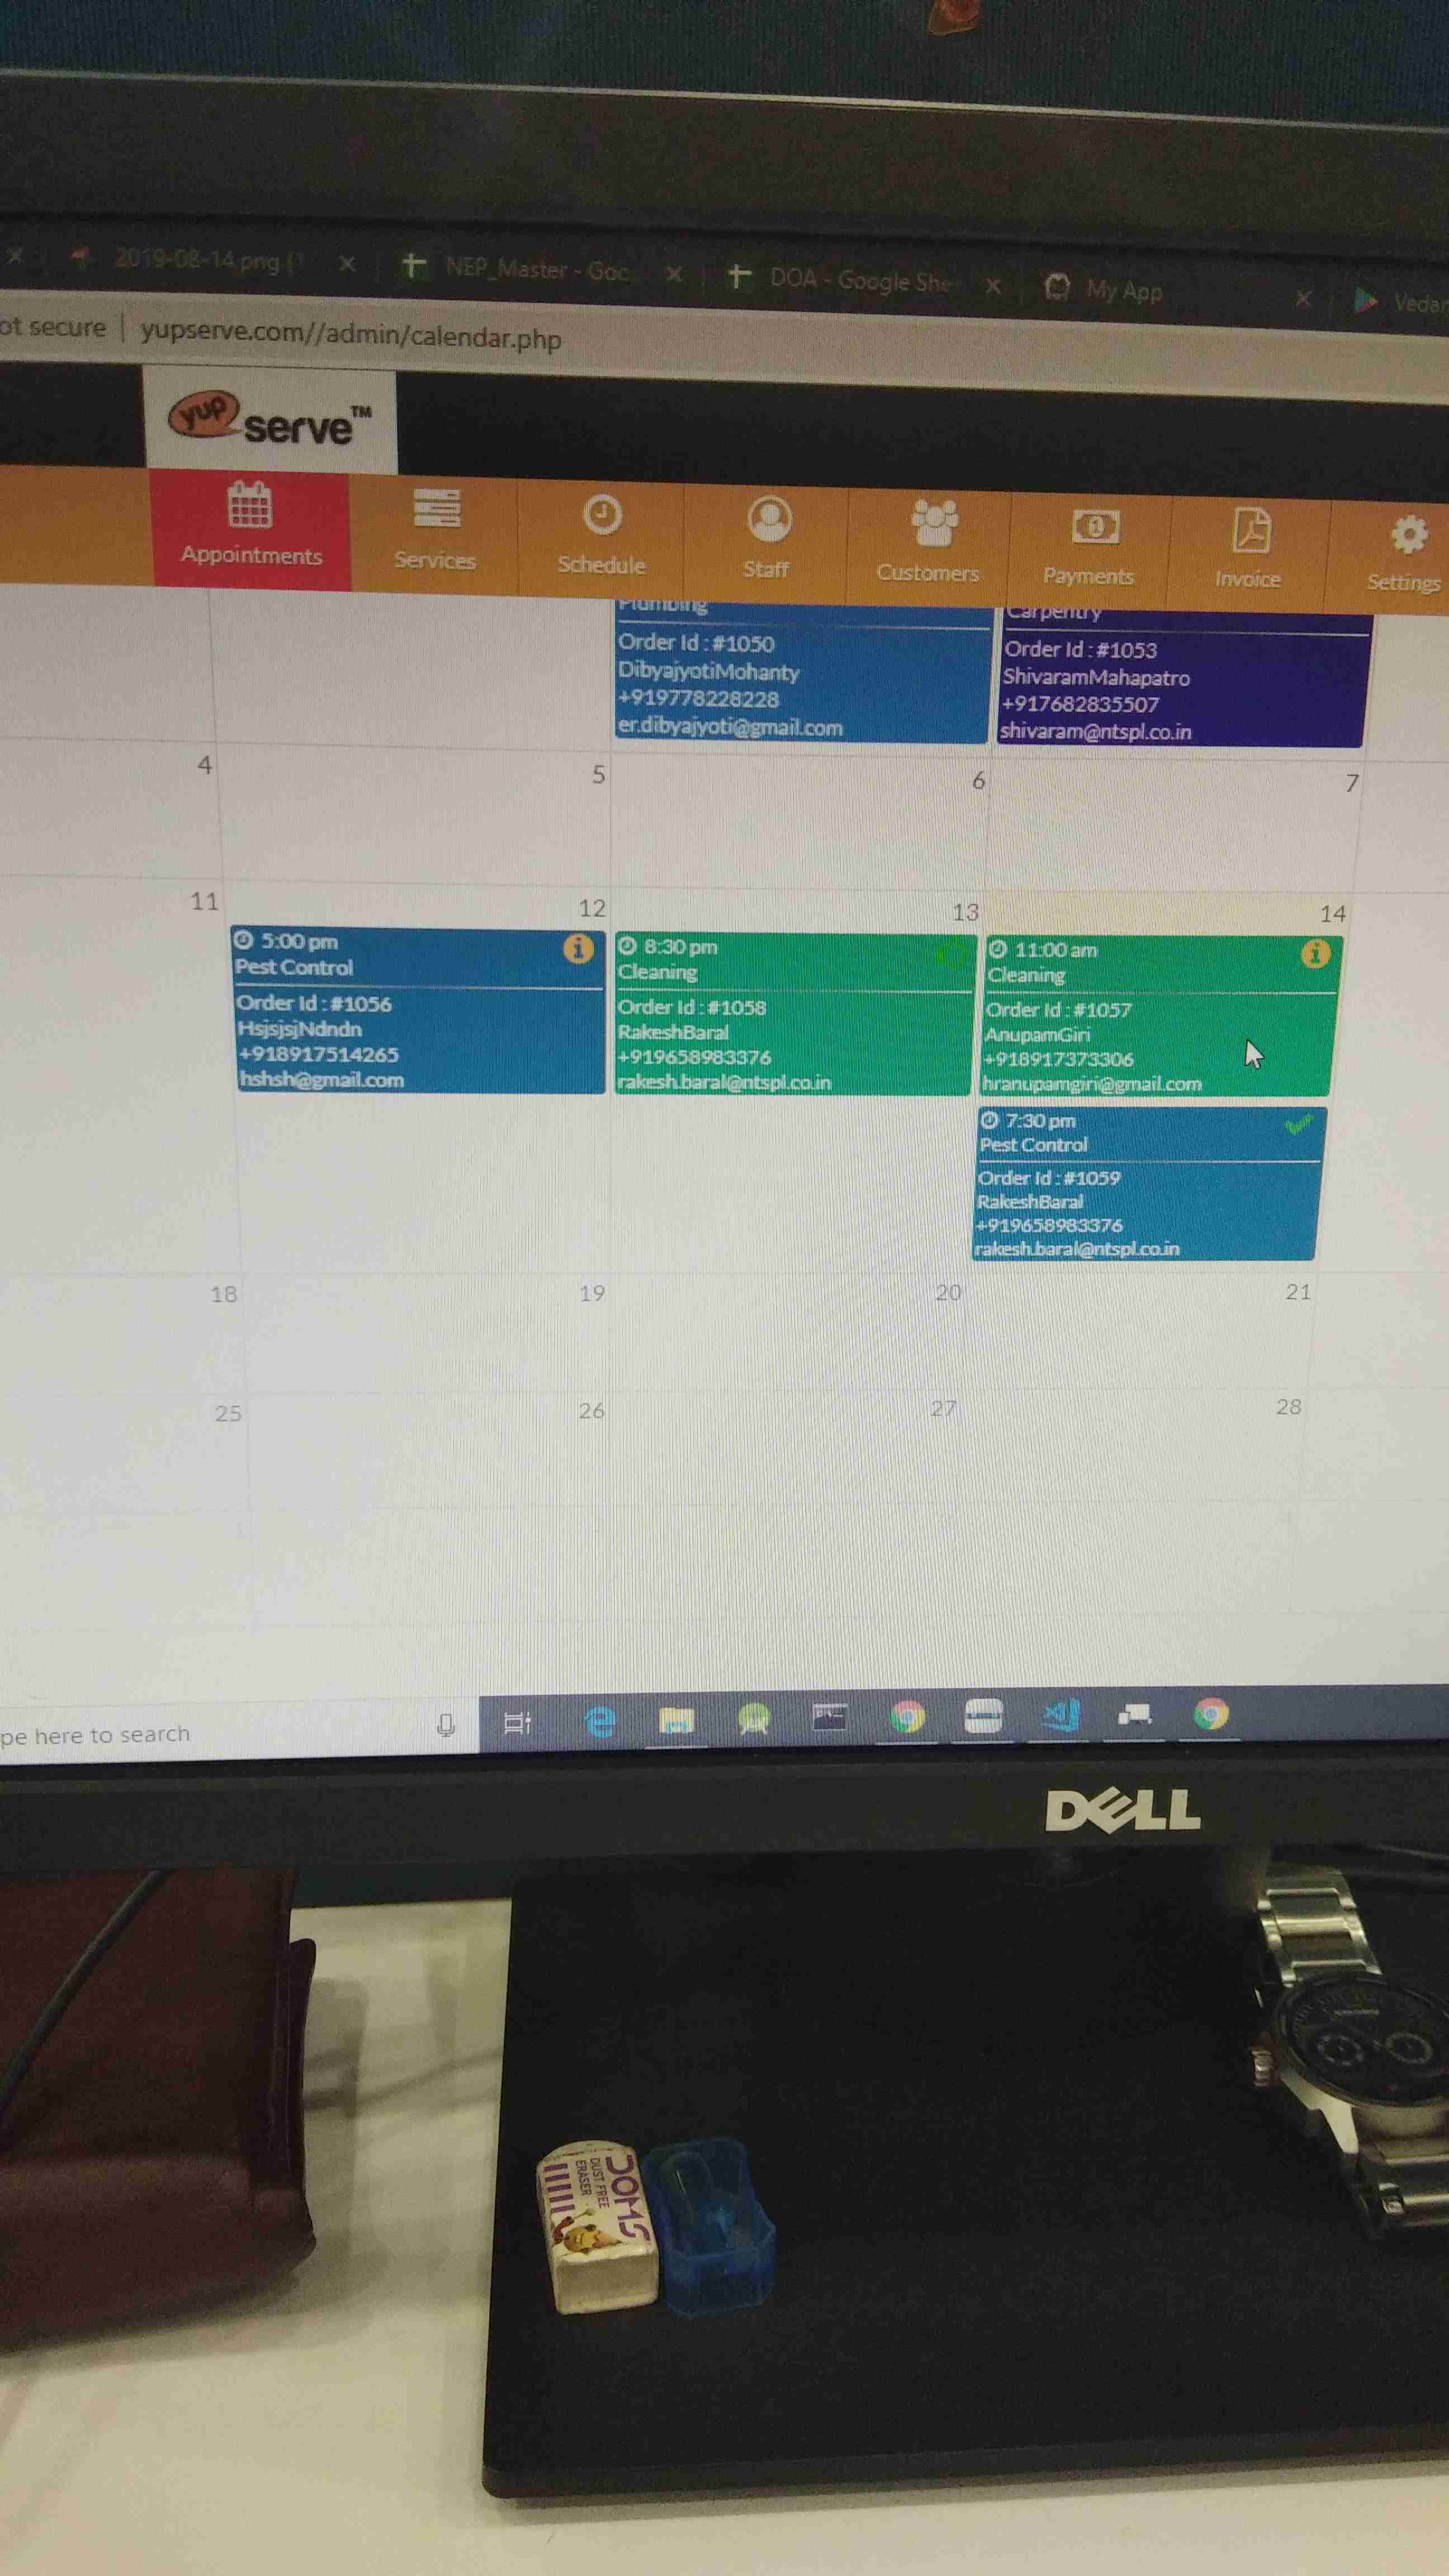 2019-08-14.png (1
NEP_Master - Goo
DOA - Google She
My App
Veda
ot secure | yupserve.com//admin/calendar.php
yup serve™
Appointments
Services
Schedule
Staff
Customers
Payments
Invoice
Settings
Plumbing
Order Id : #1050
DibyajyotiMohanty
+919778228228
er.dibyajyoti@gmail.com
Carpentry
Order Id : #1053
ShivaramMahapatro
+917682835507
shivaram@ntspl.co.in
4
5
6
7
11
12
13
14
5:00 pm
Pest Control
Order Id : #1056
HsjsjsjNdndn
+918917514265
hshsh@gmail.com
8:30 pm
Cleaning
Order Id : #1058
RakeshBaral
+919658983376
rakesh.baral@ntspl.co.in
11:00 am
Cleaning
Order Id : #1057
AnupamGiri
+918917373306
hranupamgiri@gmail.com
7:30 pm
Pest Control
Order Id : #1059
RakeshBaral
+919658983376
rakesh.baral@ntspl.co.in
18
19
20
21
25
26
27
28
pe here to search
DELL
DOMS
DUST FREE
ERASER